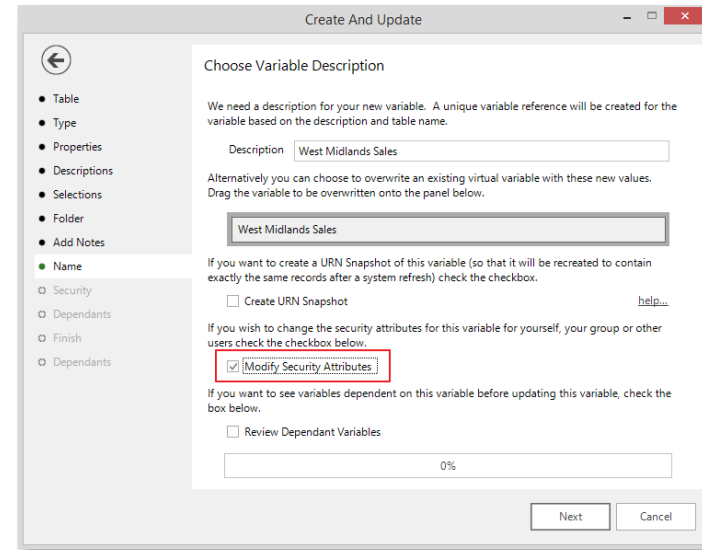 Create And Update
Choose Variable Description
Table
Type
Properties
Descriptions
Selections
Folder
Add Notes
Name
Security
Dependants
Finish
Dependants
We need a description for your new variable.  A unique variable reference will be created for the
variable based on the description and table name.
Description West Midlands Sales
Alternatively you can choose to overwrite an existing virtual variable with these new values.
Drag the variable to be overwritten onto the panel below.
West Midlands Sales
If you want to create a URN Snapshot of this variable (so that it will be recreated to contain
exactly the same records after a system refresh) check the checkbox.
Create URN Snapshot help...
If you wish to change the security attributes for this variable for yourself, your group or other
users check the checkbox below.
Modify Security Attributes
If you want to see variables dependent on this variable before updating this variable, check the
box below.
Review Dependant Variables
0%
Next Cancel